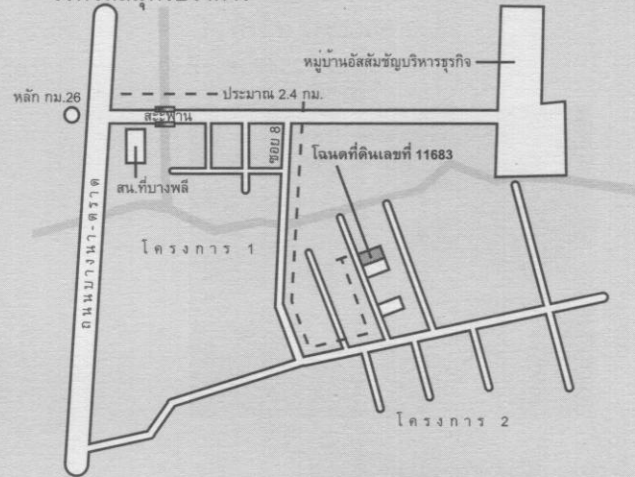 หมู่บ้านอัสสัมชัญบริหารธุรกิจ
หลัก กม.26
ประมาณ 2.4 กม.
สะพาน
ซอย 8
โฉนดที่ดินเลขที่ 11683
สน.ที่บางพลี
ถนนบางนา-ตราด
โครงการ 1
โครงการ 2